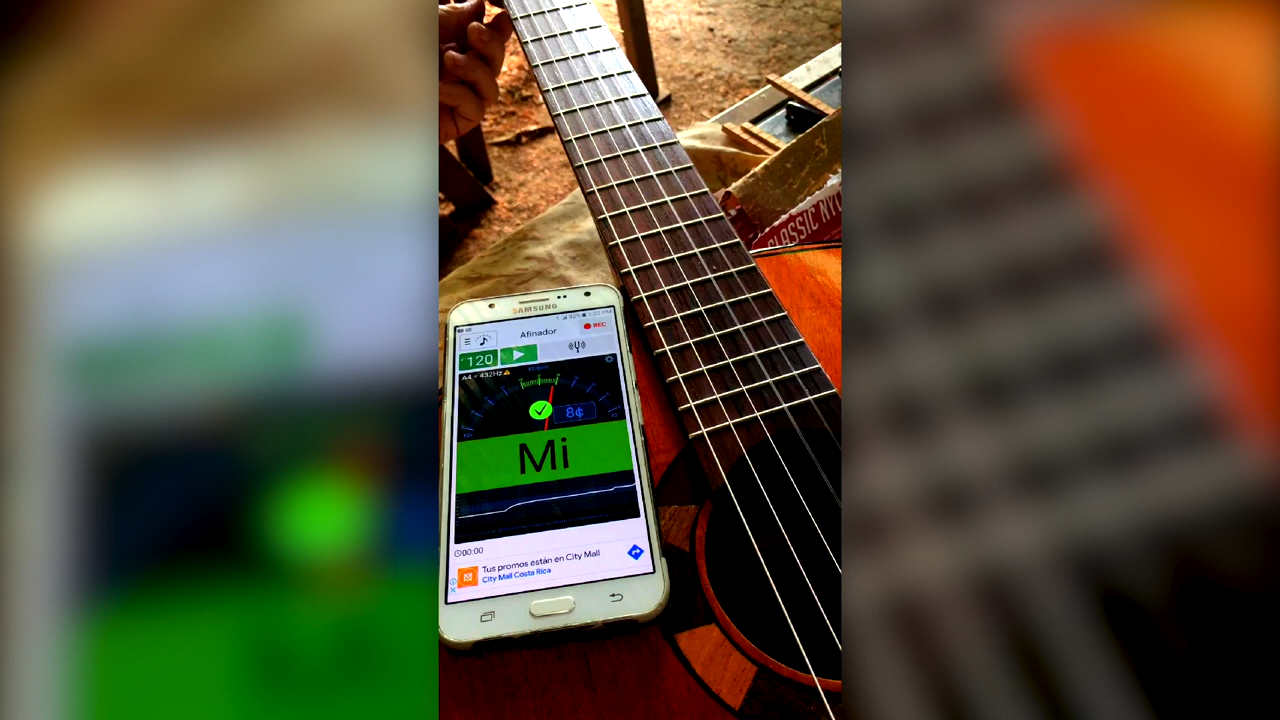 CLASSIC NY
SAMSUNG
Afinador
REC
120
A4 = 432Hz
8¢
Mi
00:00
Tus promos están en City Mall
City Mall Costa Rica